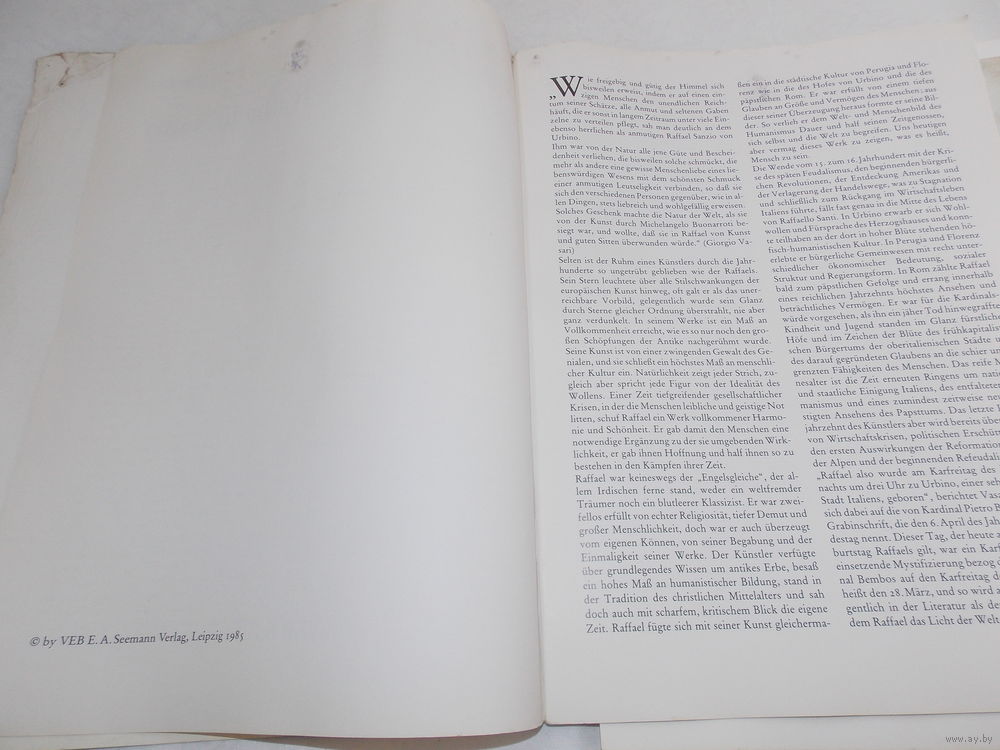 © by VEB E. A. Seemann Verlag, Leipzig 1985
„Wie freigebig und gütig der Himmel sich
bisweilen erweist, indem er auf einen ein-
zigen Menschen den unendlichen Reich-
tum seiner Schätze, alle Anmut und seltenen Gaben
häuft, die er sonst in langem Zeitraum unter viele Ein-
zelne zu verteilen pflegt, sah man deutlich an dem
ebenso herrlichen als anmutigen Raffael Sanzio von
Urbino.
Ihm war von der Natur alle jene Güte und Beschei-
denheit verliehen, die bisweilen solche schmückt, die
mehr als andere eine gewisse Menschenliebe eines lie-
benswürdigen Wesens mit dem schönsten Schmuck
einer anmutigen Leutseligkeit verbinden, so daß sie
sich den verschiedenen Personen gegenüber, wie in al-
len Dingen, stets liebreich und wohlgefällig erweisen.
Solches Geschenk machte die Natur der Welt, als sie
von der Kunst durch Michelangelo Buonarroti be-
siegt war, und wollte, daß sie in Raffael von Kunst
und guten Sitten überwunden würde.“ (Giorgio Va-
sari)
Selten ist der Ruhm eines Künstlers durch die Jahr-
hunderte so ungetrübt geblieben wie der Raffaels.
Sein Stern leuchtete über alle Stilschwankungen der
europäischen Kunst hinweg, oft galt er als das uner-
reichbare Vorbild, gelegentlich wurde sein Glanz
durch Sterne gleicher Ordnung überstrahlt, nie aber
ganz verdunkelt. In seinem Werke ist ein Maß an
Vollkommenheit erreicht, wie es so nur noch den gro-
ßen Schöpfungen der Antike nachgerühmt wurde.
Seine Kunst ist von einer zwingenden Gewalt des Ge-
nialen, und sie schließt ein höchstes Maß an menschli-
cher Kultur ein. Natürlichkeit zeigt jeder Strich, zu-
gleich aber spricht jede Figur von der Idealität des
Wollens. Einer Zeit tiefgreifender gesellschaftlicher
Krisen, in der die Menschen leibliche und geistige Not
litten, schuf Raffael ein Werk vollkommener Harmo-
nie und Schönheit. Er gab damit den Menschen eine
notwendige Ergänzung zu der sie umgebenden Wirk-
lichkeit, er gab ihnen Hoffnung und half ihnen so zu
bestehen in den Kämpfen ihrer Zeit.
Raffael war keineswegs der „Engelsgleiche“, der al-
lem Irdischen ferne stand, weder ein weltfremder
Träumer noch ein blutleerer Klassizist. Er war zwei-
fellos erfüllt von echter Religiosität, tiefer Demut und
großer Menschlichkeit, doch war er auch überzeugt
vom eigenen Können, von seiner Begabung und der
Einmaligkeit seiner Werke. Der Künstler verfügte
über grundlegendes Wissen um antikes Erbe, besaß
ein hohes Maß an humanistischer Bildung, stand in
der Tradition des christlichen Mittelalters und sah
doch auch mit scharfem, kritischem Blick die eigene
Zeit. Raffael fügte sich mit seiner Kunst gleicherma-
ßen ein in die städtische Kultur von Perugia und Flo-
renz wie in die des Hofes von Urbino und die des
päpstlichen Rom. Er war erfüllt von einem tiefen
Glauben an Größe und Vermögen des Menschen; aus
dieser seiner Überzeugung heraus formte er seine Bil-
der. So verlieh er dem Welt- und Menschenbild des
Humanismus Dauer und half seinen Zeitgenossen,
sich selbst und die Welt zu begreifen. Uns heutigen
aber vermag dieses Werk zu zeigen, was es heißt,
Mensch zu sein.
Die Wende vom 15. zum 16. Jahrhundert mit der Kri-
se des späten Feudalismus, den beginnenden bürgerli-
chen Revolutionen, der Entdeckung Amerikas und
der Verlagerung der Handelswege, was zu Stagnation
und schließlich zum Rückgang im Wirtschaftsleben
Italiens führte, fällt fast genau in die Mitte des Lebens
von Raffaello Santi. In Urbino erwarb er sich Wohl-
wollen und Fürsprache des Herzogshauses und konn-
te teilhaben an der dort in hoher Blüte stehenden hö-
fisch-humanistischen Kultur. In Perugia und Florenz
erlebte er bürgerliche Gemeinwesen mit recht unter-
schiedlicher ökonomischer Bedeutung, sozialer
Struktur und Regierungsform. In Rom zählte Raffael
bald zum päpstlichen Gefolge und errang innerhalb
eines reichlichen Jahrzehnts höchstes Ansehen und
beträchtliches Vermögen. Er war für die Kardinals-
würde vorgesehen, als ihn ein jäher Tod hinwegraffte
Kindheit und Jugend standen im Glanz fürstliche
Höfe und im Zeichen der Blüte des frühkapitali
schen Bürgertums der oberitalienischen Städte u
des darauf gegründeten Glaubens an die schier un
grenzten Fähigkeiten des Menschen. Das reife M
nesalter ist die Zeit erneuten Ringens um nati
und staatliche Einigung Italiens, des entfalteten
manismus und eines zumindest zeitweise neu
stigten Ansehens des Papsttums. Das letzte
jahrzehnt des Künstlers aber wird bereits übe
von Wirtschaftskrisen, politischen Erschüt
den ersten Auswirkungen der Reformation
der Alpen und der beginnenden Refeudali
„Raffael also wurde am Karfreitag des
nachts um drei Uhr zu Urbino, einer seh
Stadt Italiens, geboren“, berichtet Vasa
sich dabei auf die von Kardinal Pietro B
Grabinschrift, die den 6. April des Jah
destag nennt. Dieser Tag, der heute a
burtstag Raffaels gilt, war ein Karf
einsetzende Mystifizierung bezog d
nal Bembos auf den Karfreitag d
heißt den 28. März, und so wird a
gentlich in der Literatur als de
dem Raffael das Licht der Welt
www.ay.by